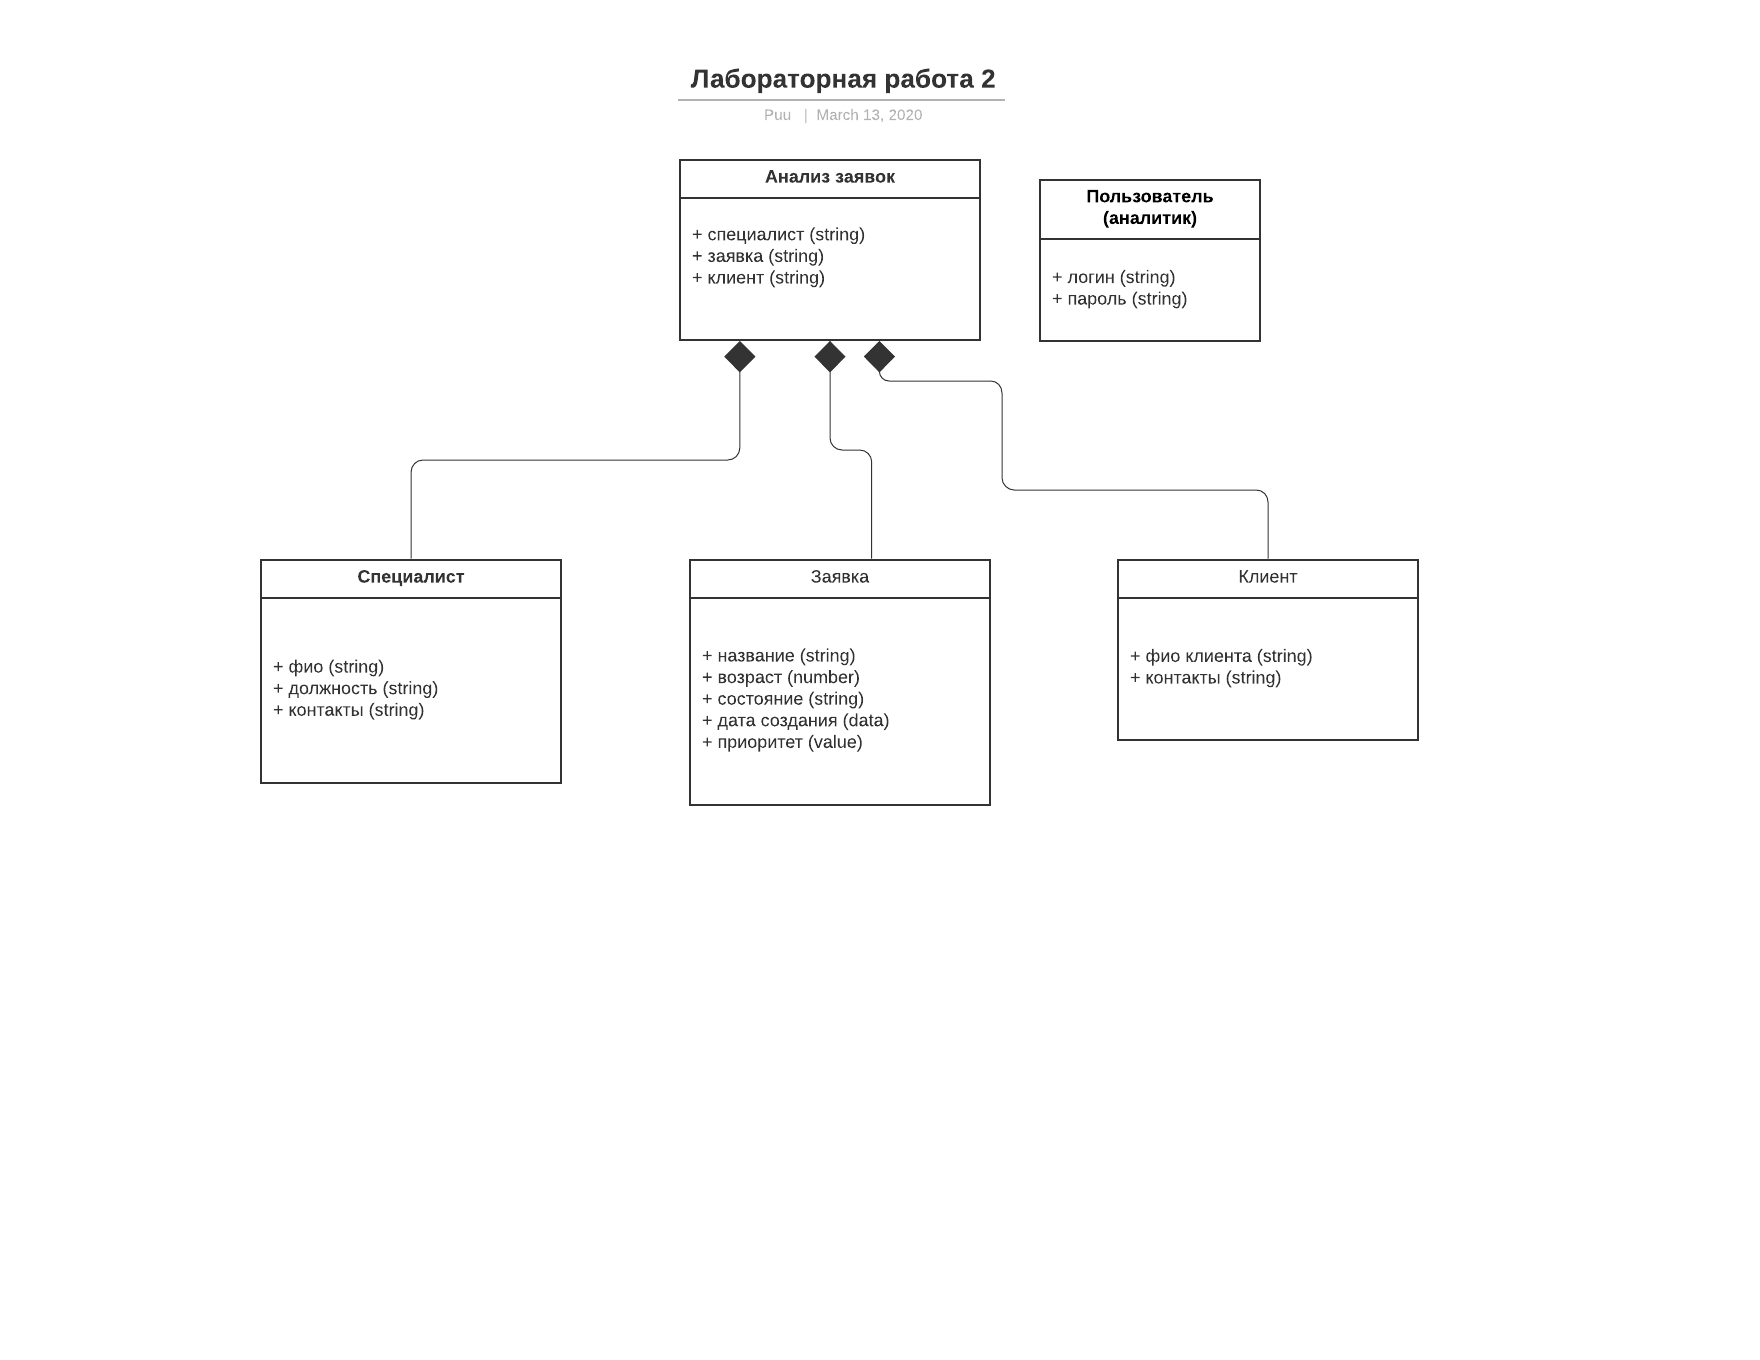 Лабораторная работа 2
Puu | March 13, 2020
Анализ заявок
+ специалист (string)
+ заявка (string)
+ клиент (string)
Пользователь
(аналитик)
+ логин (string)
+ пароль (string)
Специалист
+ фио (string)
+ должность (string)
+ контакты (string)
Заявка
+ название (string)
+ возраст (number)
+ состояние (string)
+ дата создания (data)
+ приоритет (value)
Клиент
+ фио клиента (string)
+ контакты (string)